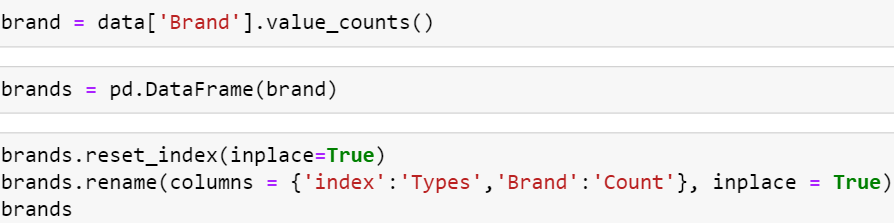 brand = data['Brand'].value_counts()
brands = pd.DataFrame(brand)
brands.reset_index(inplace=True)
brands.rename(columns = {'index':'Types','Brand':'Count'}, inplace = True)
brands